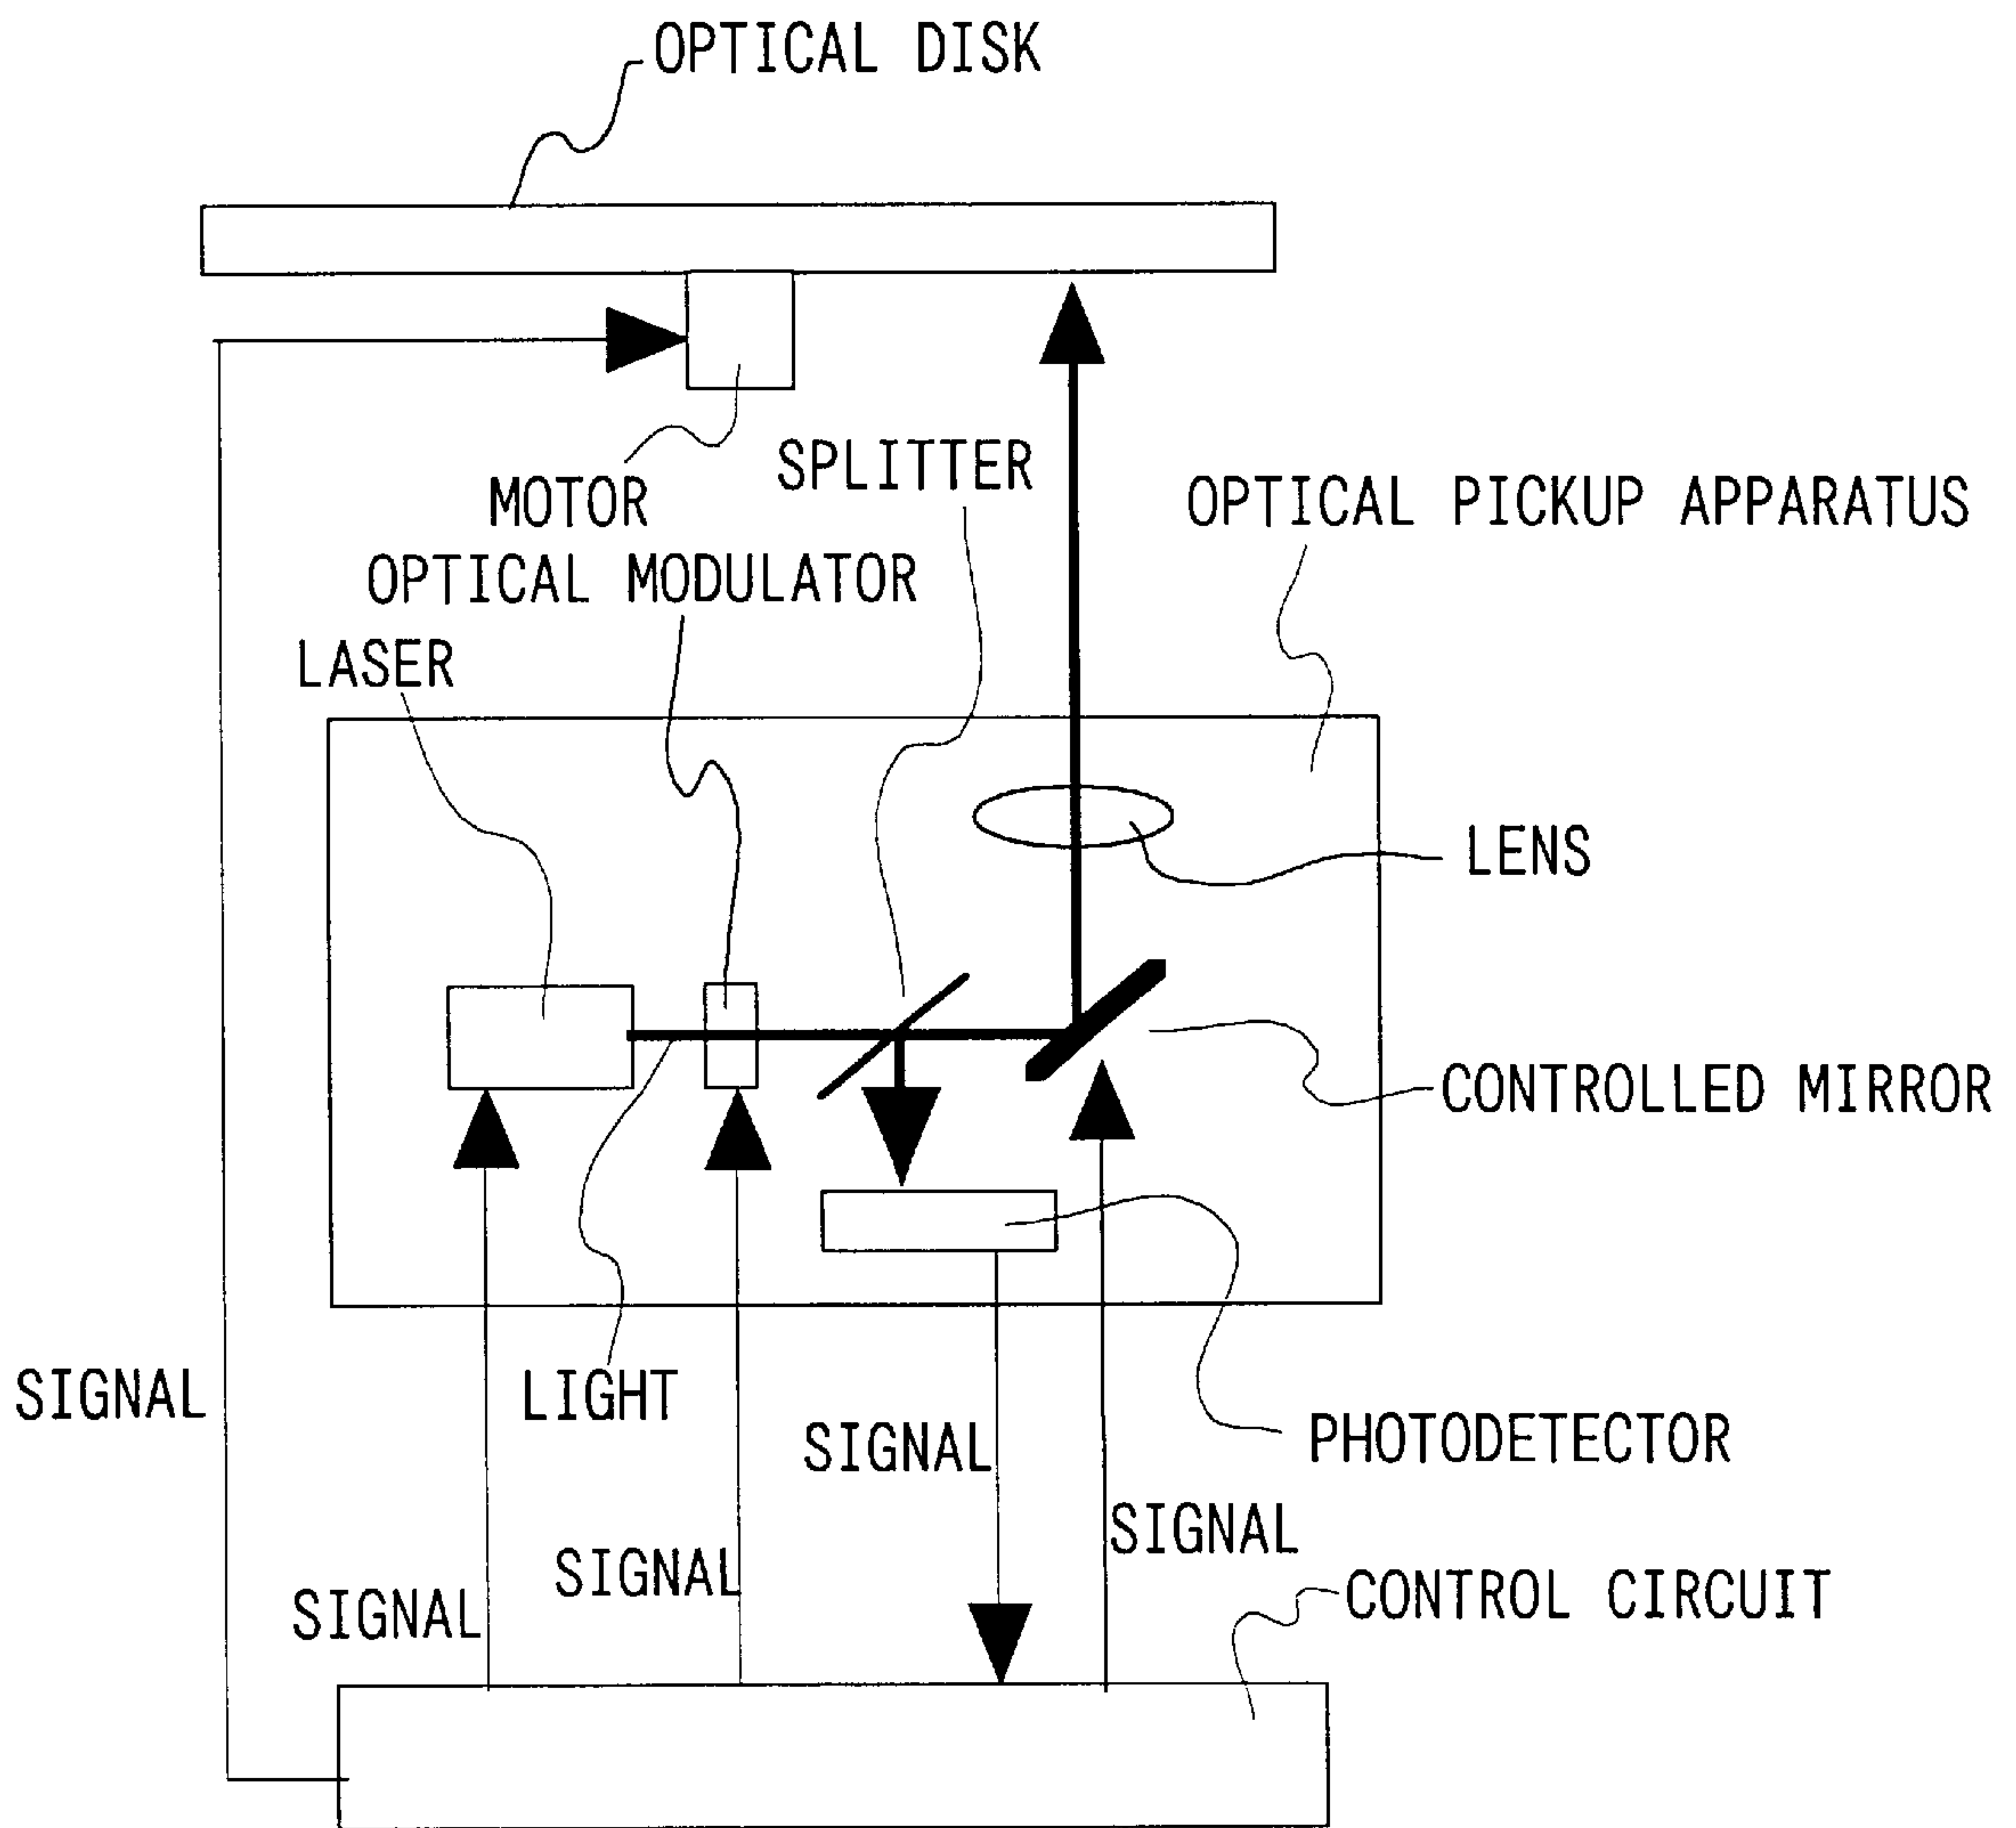 OPTICAL DISK
SPLITTER
MOTOR
OPTICAL PICKUP APPARATUS
OPTICAL MODULATOR
LASER
LENS
CONTROLLED MIRROR
SIGNAL
LIGHT
SIGNAL
PHOTODETECTOR
SIGNAL
SIGNAL
SIGNAL
CONTROL CIRCUIT